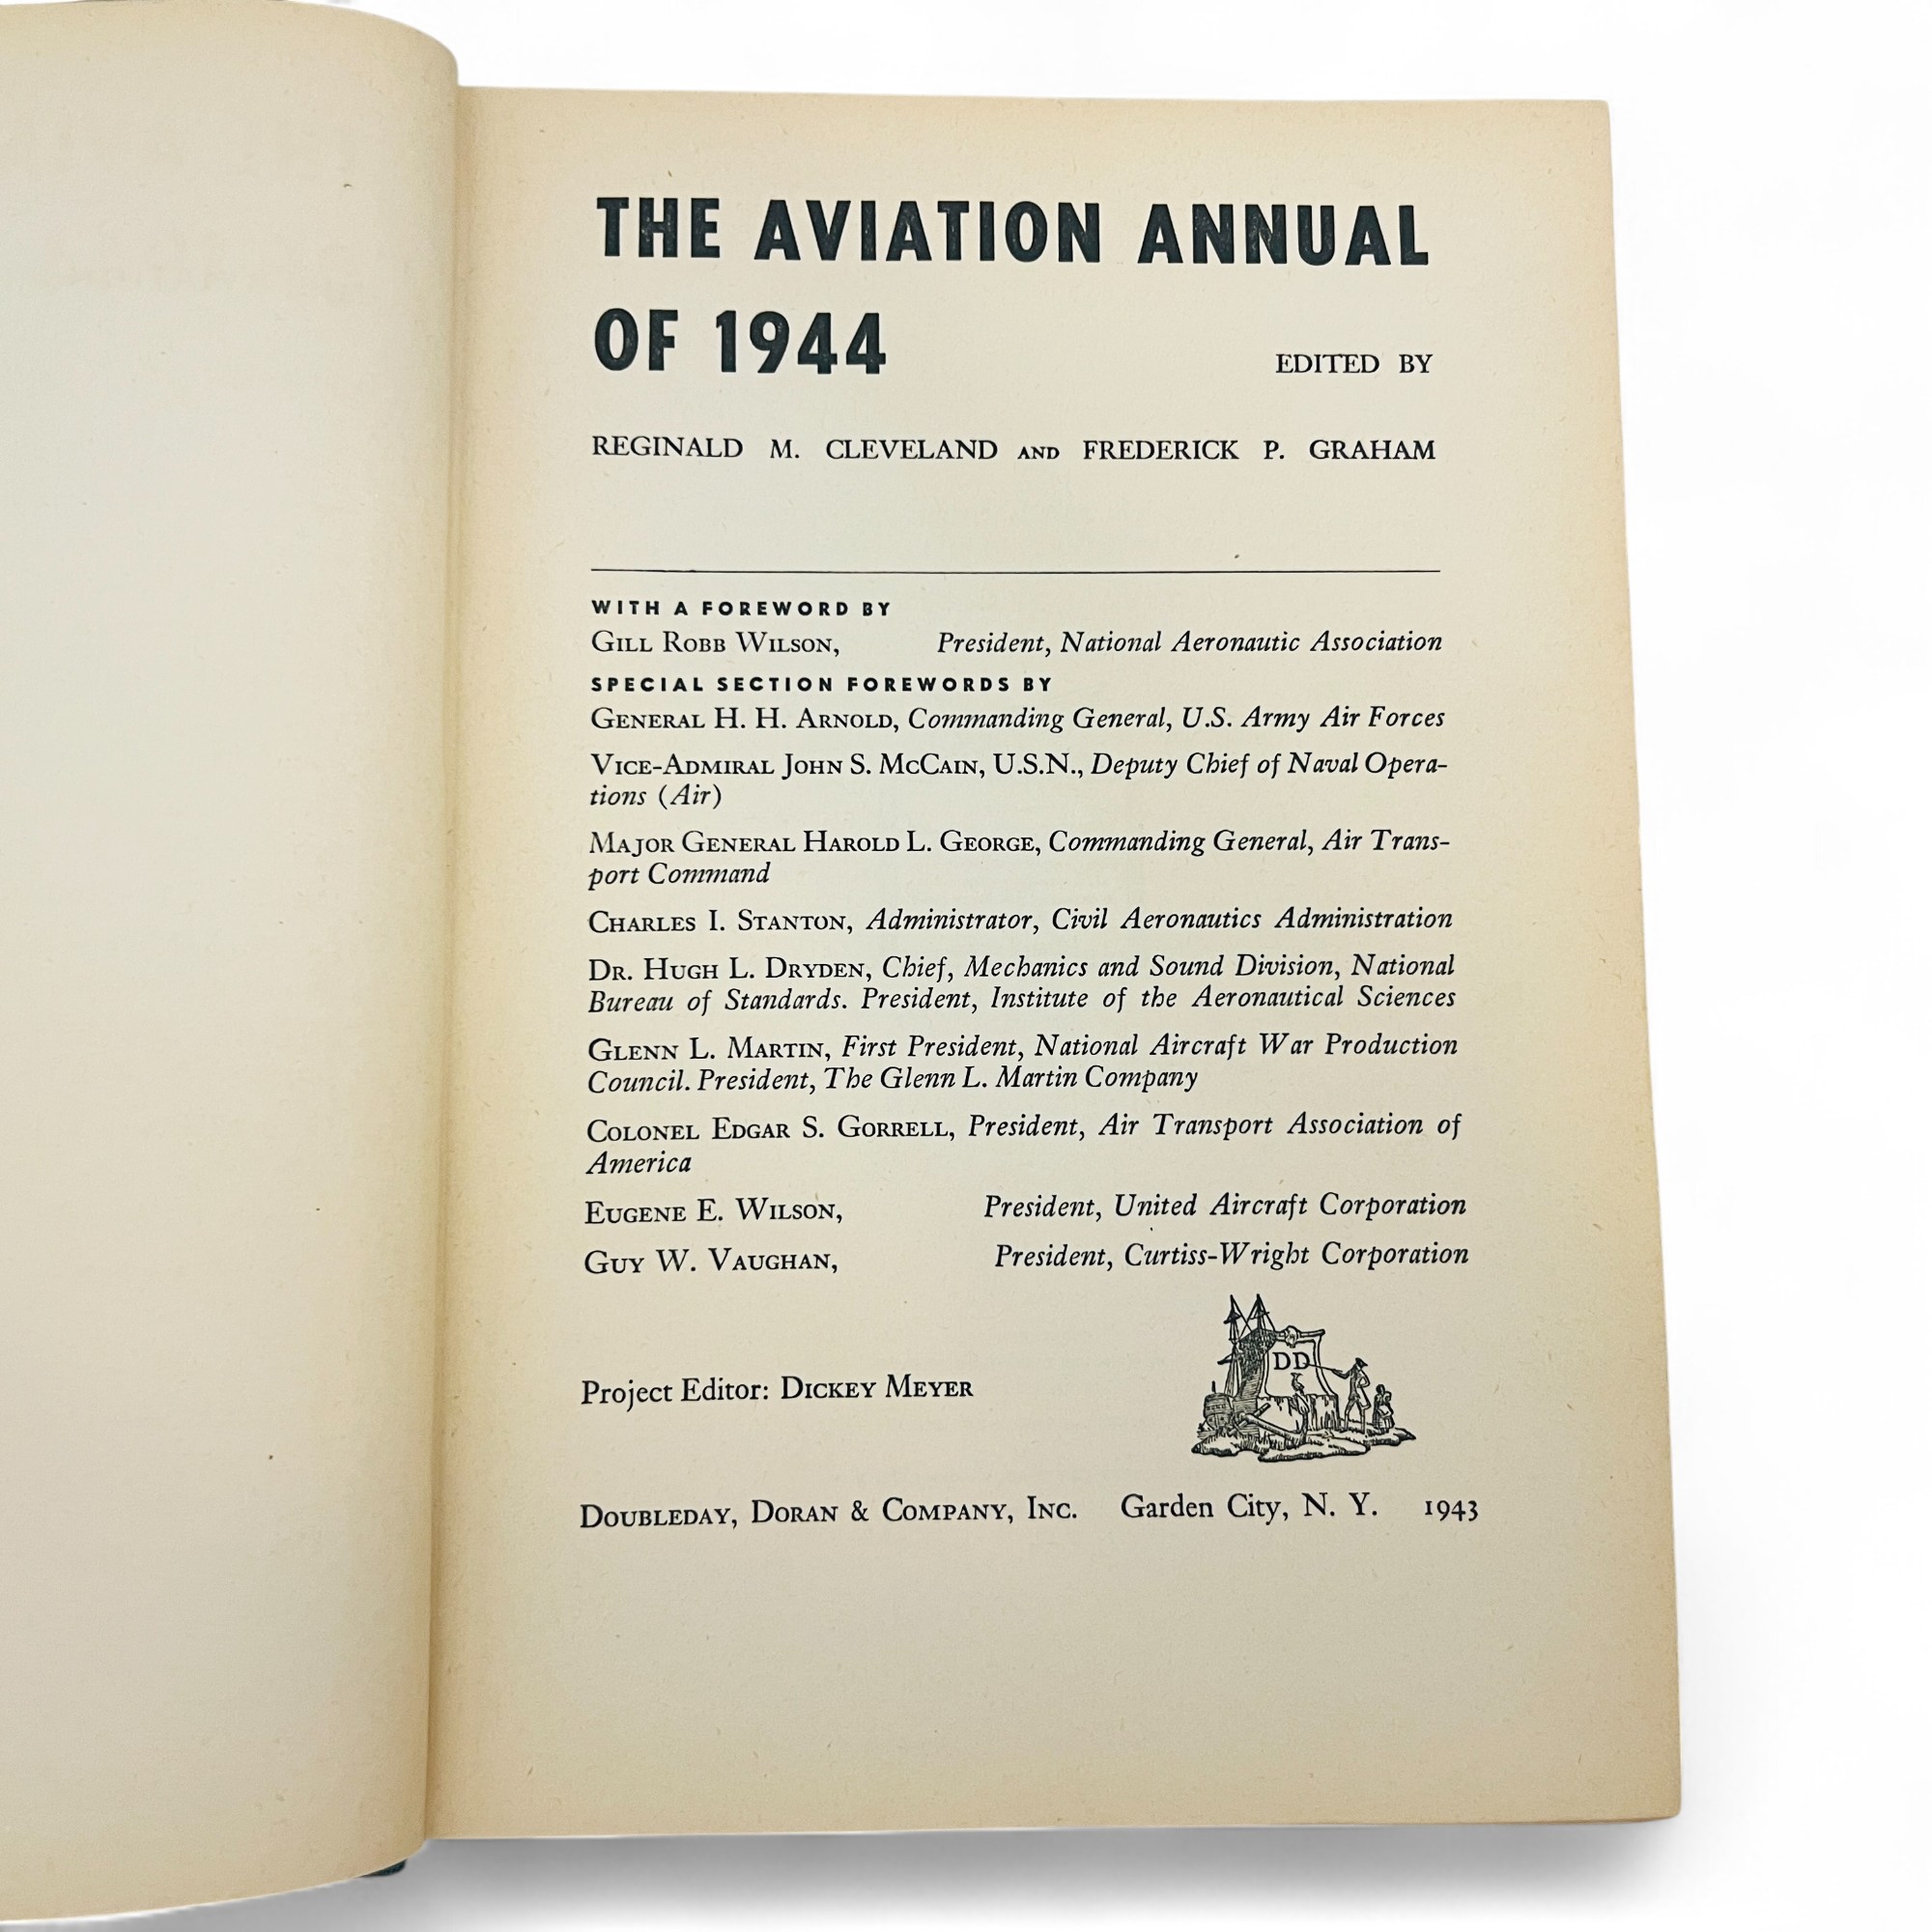 THE AVIATION ANNUAL
OF 1944
EDITED BY
REGINALD M. CLEVELAND AND FREDERICK P. GRAHAM
WITH A FOREWORD BY
GILL ROBB WILSON, President, National Aeronautic Association
SPECIAL SECTION FOREWORDS BY
GENERAL H. H. ARNOLD, Commanding General, U.S. Army Air Forces
VICE-ADMIRAL JOHN S. MCCAIN, U.S.N., Deputy Chief of Naval Opera-
tions (Air)
MAJOR GENERAL HAROLD L. GEORGE, Commanding General, Air Trans-
port Command
CHARLES I. STANTON, Administrator, Civil Aeronautics Administration
DR. HUGH L. DRYDEN, Chief, Mechanics and Sound Division, National
Bureau of Standards. President, Institute of the Aeronautical Sciences
GLENN L. MARTIN, First President, National Aircraft War Production
Council. President, The Glenn L. Martin Company
COLONEL EDGAR S. GORRELL, President, Air Transport Association of
America
EUGENE E. WILSON, President, United Aircraft Corporation
GUY W. VAUGHAN, President, Curtiss-Wright Corporation
DD
Project Editor: DICKEY MEYER
DOUBLEDAY, DORAN & COMPANY, INC. Garden City, N. Y. 1943